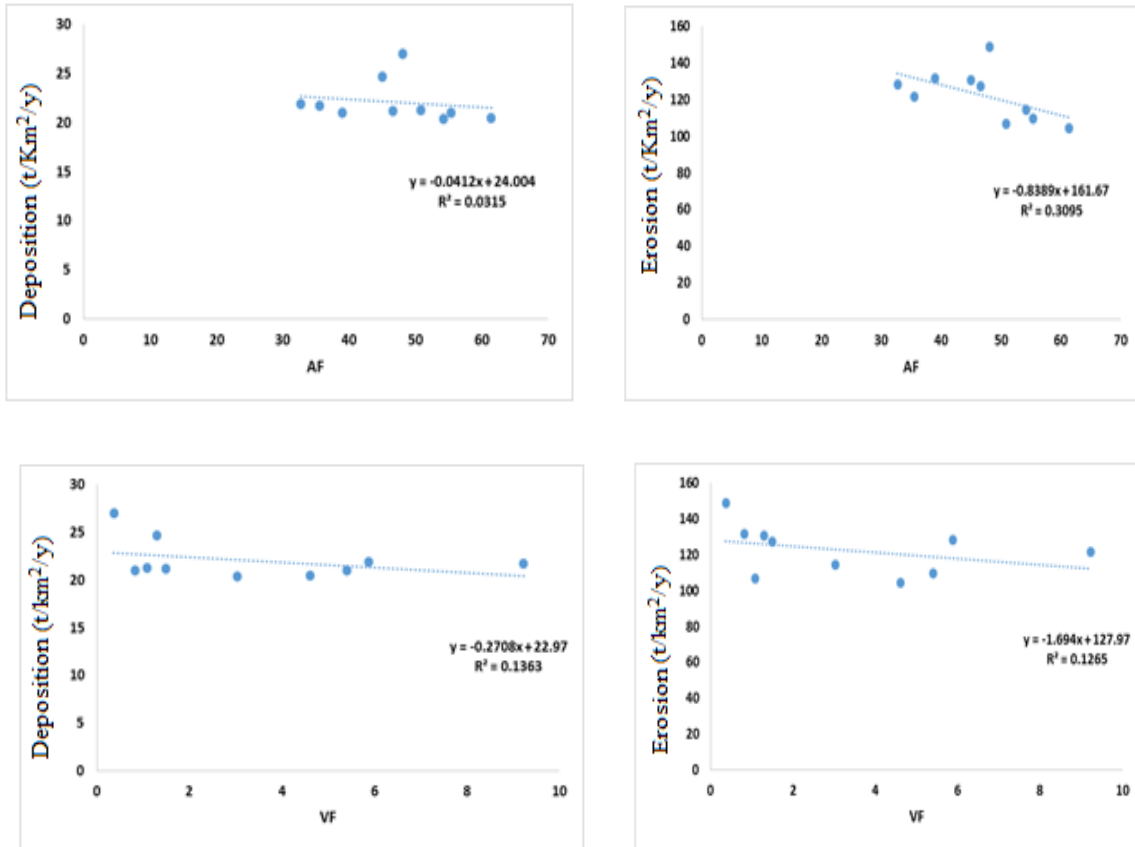 30
25
20
15
10
5
0
Deposition (t/Km²/y)
y = -0.0412x + 24.004
R² = 0.0315
0 10 20 30 40 50 60 70
AF
160
140
120
100
80
60
40
20
0
Erosion (t/Km²/y)
y = -0.8389x + 161.67
R² = 0.3095
0 10 20 30 40 50 60 70
AF
30
25
20
15
10
5
0
Deposition (t/km²/y)
y = -0.2708x + 22.97
R² = 0.1363
0 2 4 6 8 10
VF
160
140
120
100
80
60
40
20
0
Erosion (t/km²/y)
y = -1.694x + 127.97
R² = 0.1265
0 2 4 6 8 10
VF